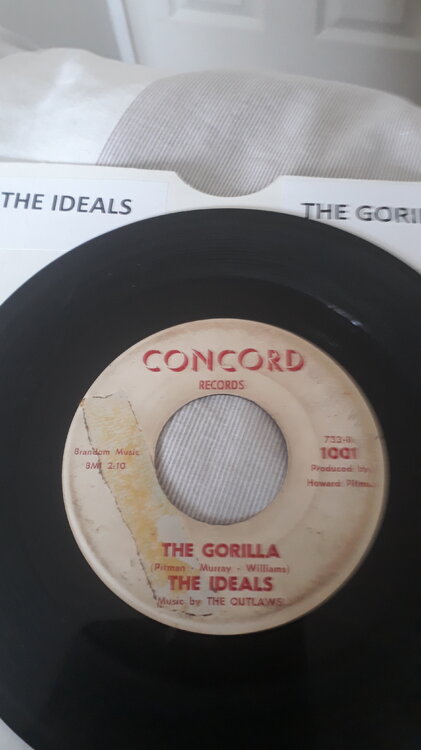 THE IDEALS
THE GORI
CONCORD
RECORDS
Brandom Music
BMI 2:10
733-B
1001
Produced by
Howard Pitm
THE GORILLA
(Pitman - Murray - Williams)
THE IDEALS
Music by THE OUTLAWS